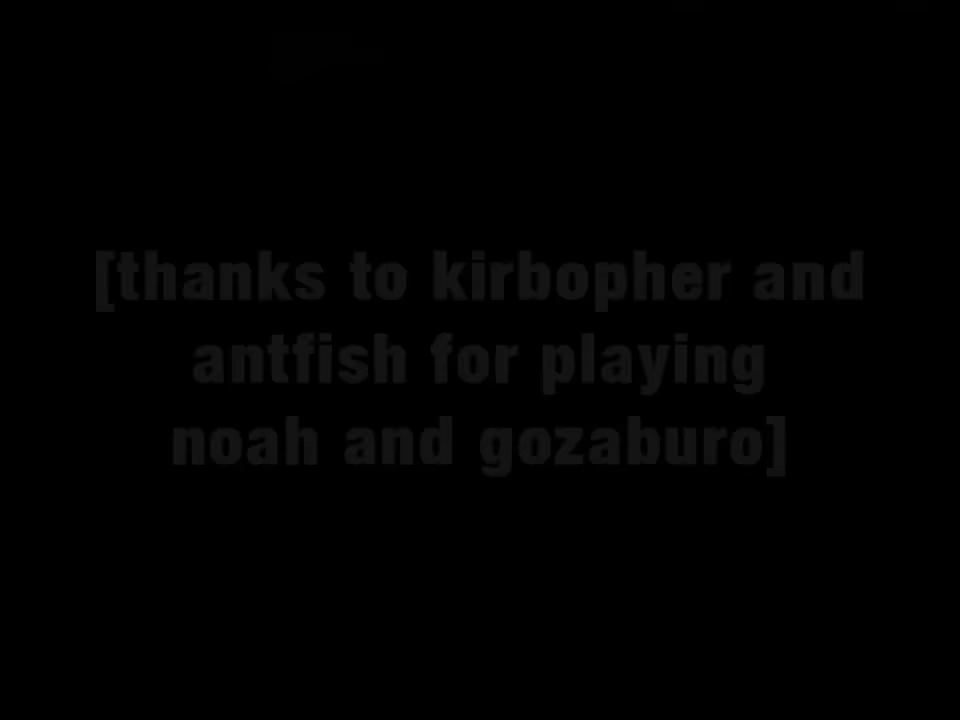 [thanks to kirbopher and
antfish for playing
noah and gozaburo]